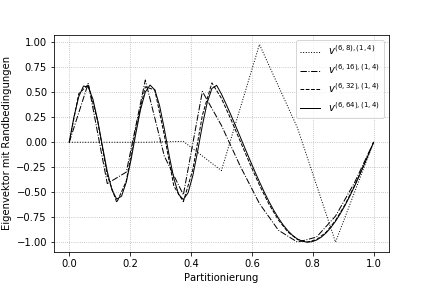 1.00
0.75
0.50
0.25
0.00
−0.25
−0.50
−0.75
−1.00
Eigenvektor mit Randbedingungen
V^(6, 8), (1, 4)
V^(6, 16), (1, 4)
V^(6, 32), (1, 4)
V^(6, 64), (1, 4)
0.0 0.2 0.4 0.6 0.8 1.0
Partitionierung